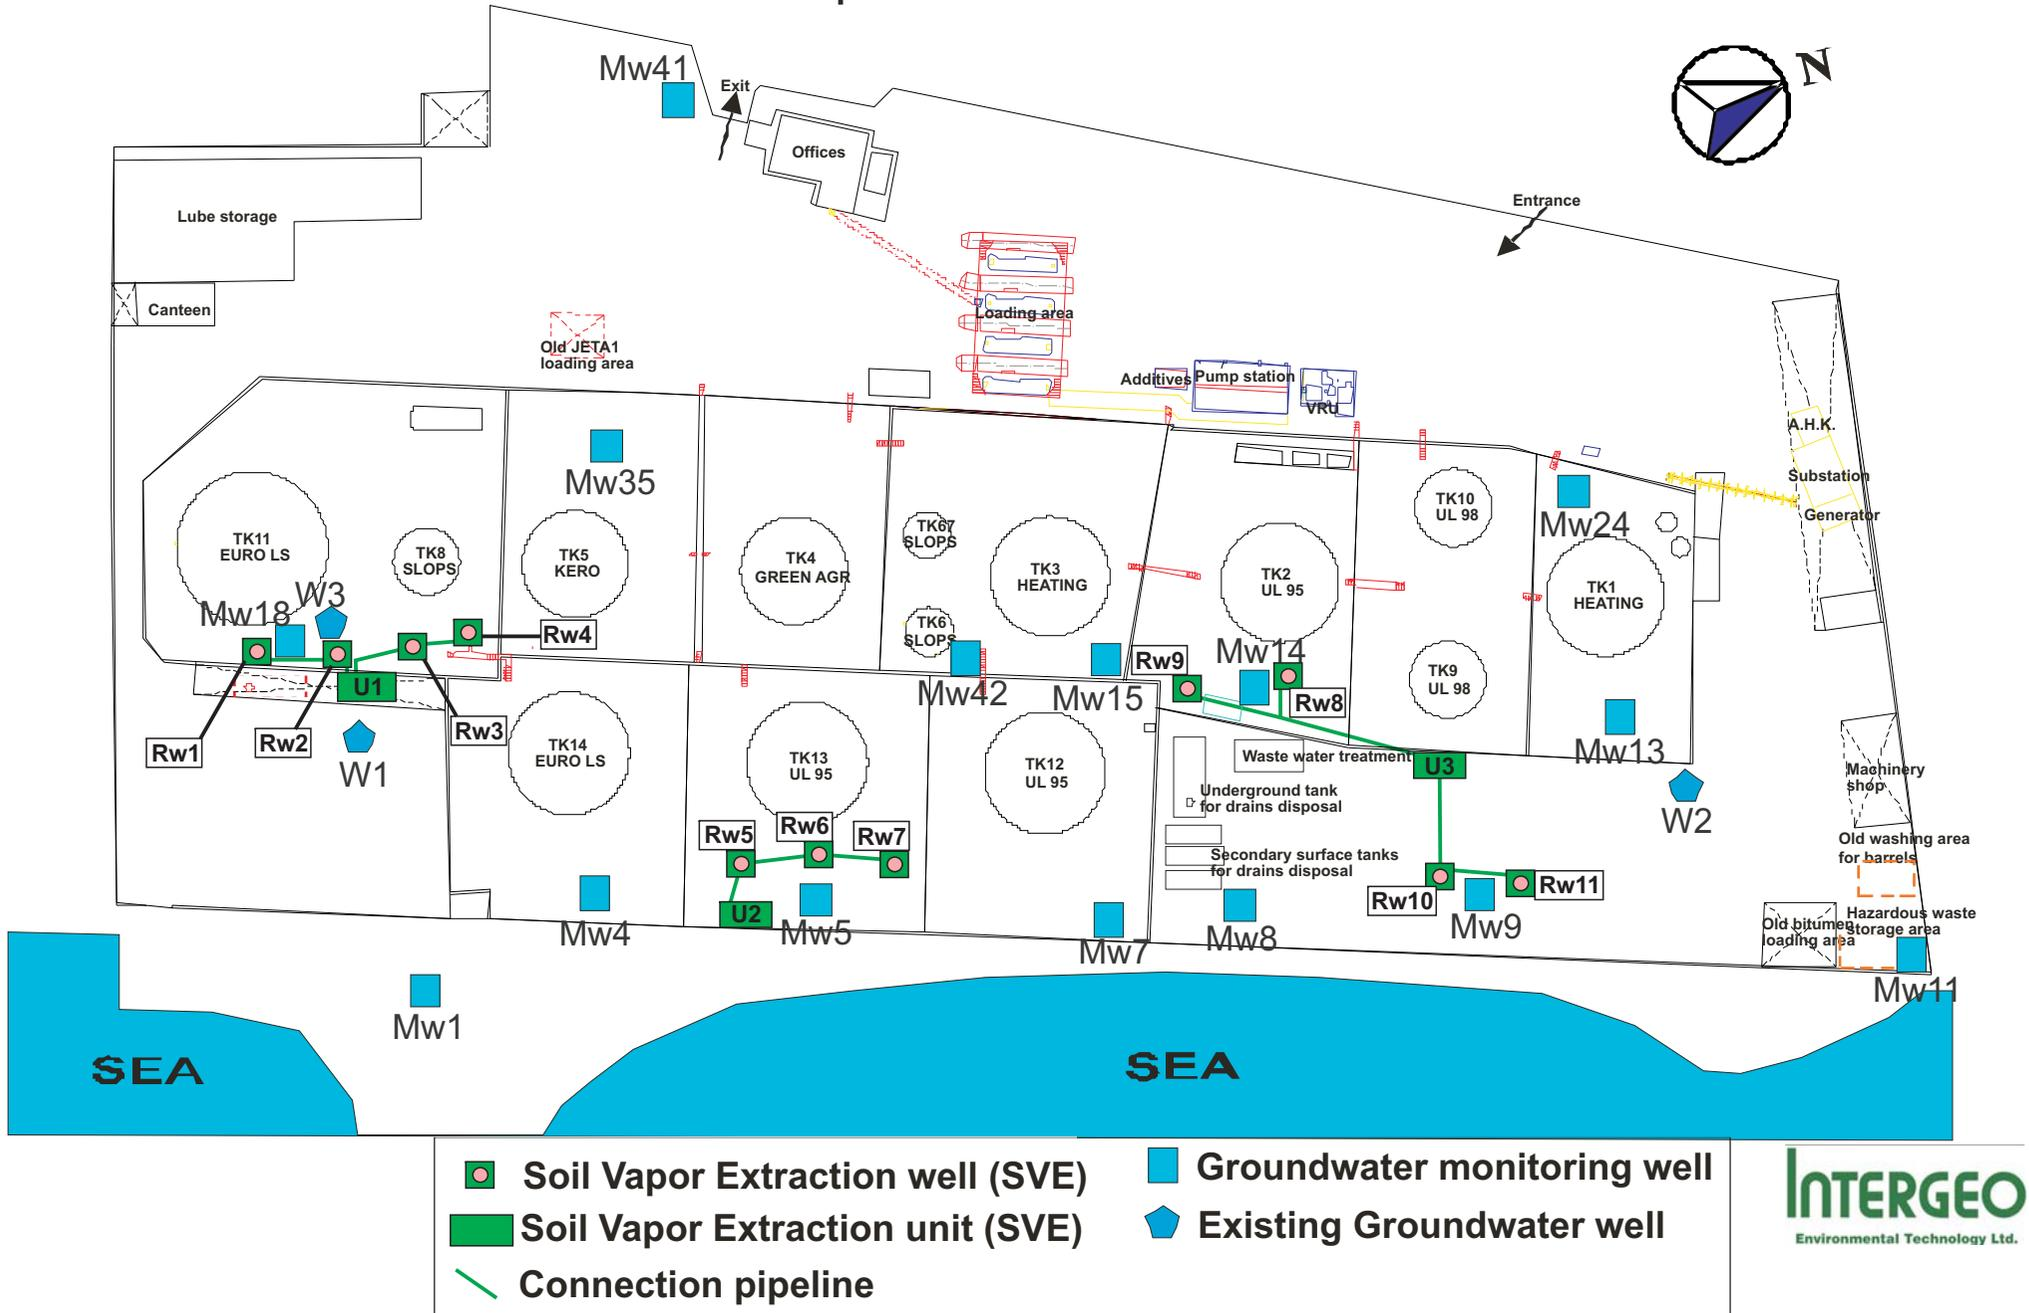 Mw41
N
Exit
Offices
Entrance
Lube storage
Canteen
Loading area
Old JETA1
loading area
Additives
Pump station
VRU
A.H.K.
Substation
Generator
Mw35
TK11
EURO LS
TK8
SLOPS
TK5
KERO
TK4
GREEN AGR
TK67
SLOPS
TK3
HEATING
TK6
SLOPS
TK2
UL 95
TK10
UL 98
Mw24
TK1
HEATING
W3
Mw18
Rw4
U1
Rw1
Rw2
Rw3
W1
Mw42
Mw15
Rw9
Mw14
Rw8
TK9
UL 98
Mw13
W2
TK14
EURO LS
TK13
UL 95
TK12
UL 95
Waste water treatment
U3
Underground tank
for drains disposal
Secondary surface tanks
for drains disposal
Machinery
shop
Old washing area
for barrels
Rw5
Rw6
Rw7
U2
Mw4
Mw5
Mw7
Mw8
Rw10
Rw11
Mw9
Old bitumen
loading area
Hazardous waste
storage area
Mw11
Mw1
SEA
SEA
Soil Vapor Extraction well (SVE)
Soil Vapor Extraction unit (SVE)
Connection pipeline
Groundwater monitoring well
Existing Groundwater well
INTERGEO
Environmental Technology Ltd.